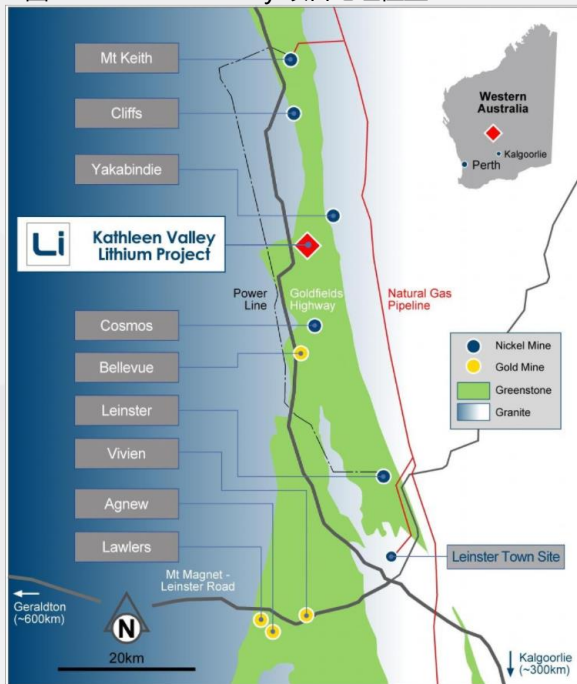 Mt Keith
Cliffs
Yakabindie
Li
Kathleen Valley
Lithium Project
Cosmos
Bellevue
Leinster
Vivien
Agnew
Lawlers
Power
Line
Goldfields
Highway
Natural Gas
Pipeline
Western
Australia
Kalgoorlie
Perth
Nickel Mine
Gold Mine
Greenstone
Granite
Leinster Town Site
Mt Magnet -
Leinster Road
Geraldton
(~600km)
N
20km
Kalgoorlie
(~300km)